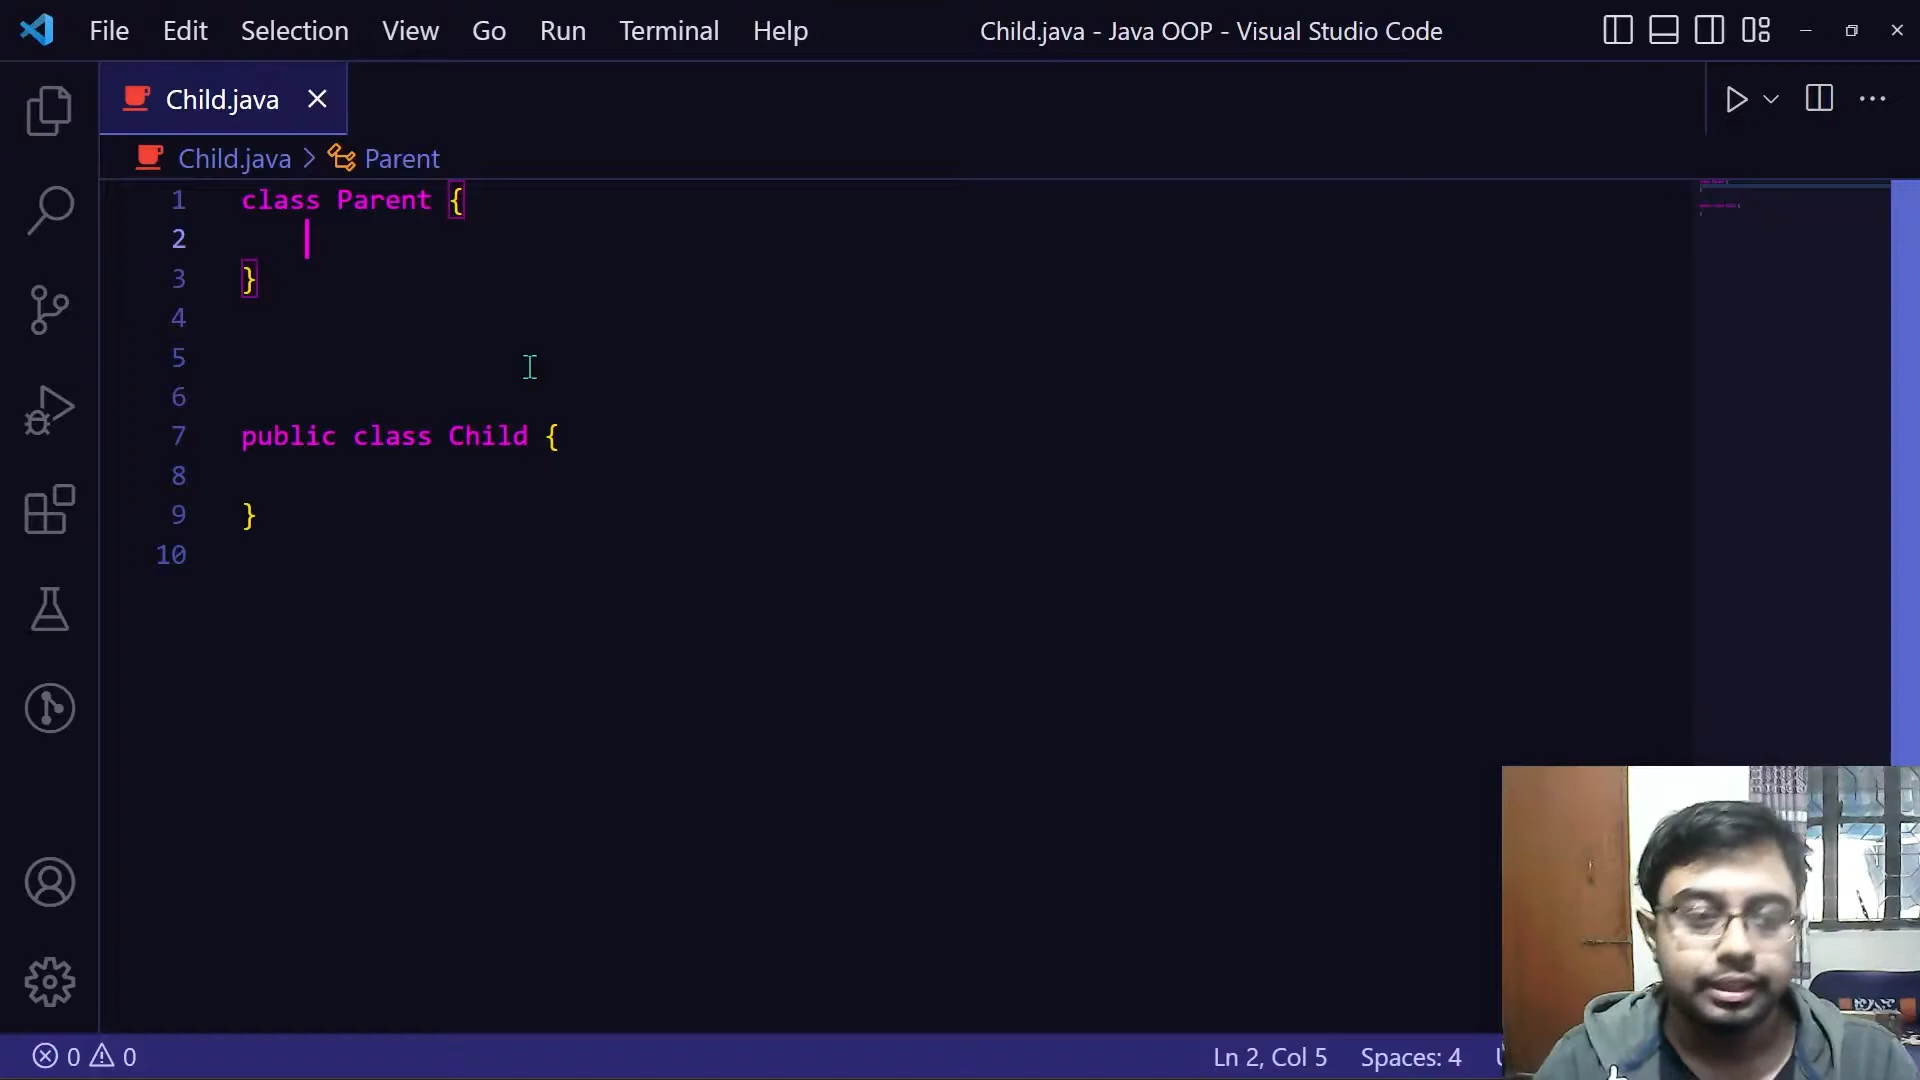 File Edit Selection View Go Run Terminal Help Child.java - Java OOP - Visual Studio Code
Child.java
Child.java > Parent
1 class Parent {
2
3 }
4
5
6
7 public class Child {
8
9 }
10
0 0 Ln 2, Col 5 Spaces: 4